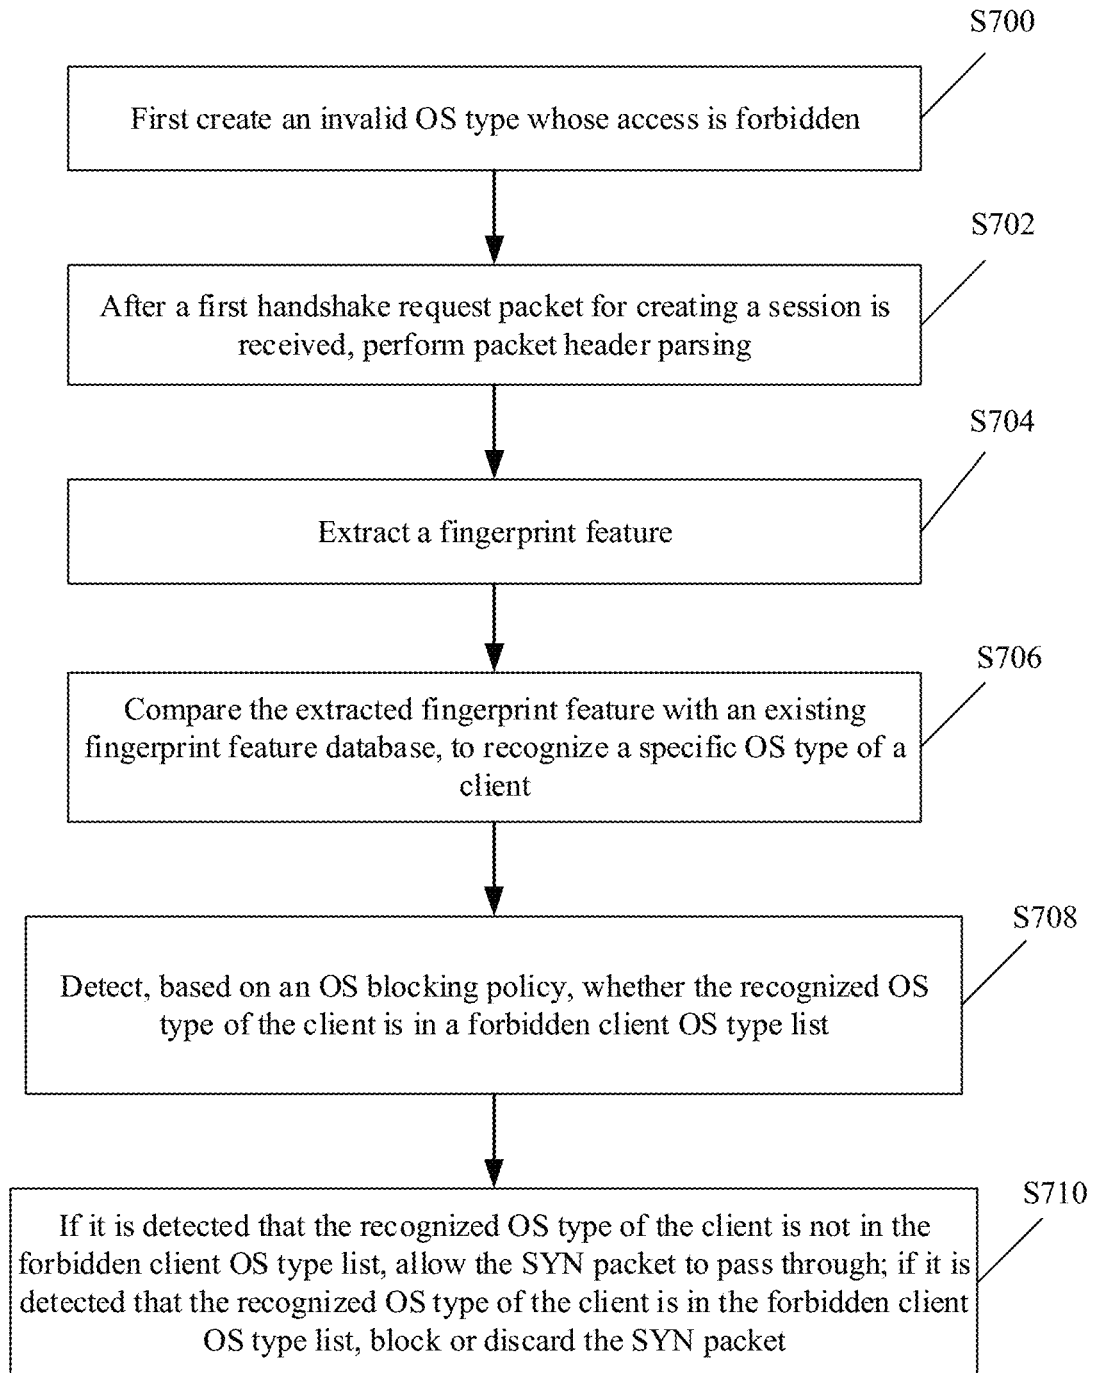 S700
First create an invalid OS type whose access is forbidden
S702
After a first handshake request packet for creating a session is
received, perform packet header parsing
S704
Extract a fingerprint feature
S706
Compare the extracted fingerprint feature with an existing
fingerprint feature database, to recognize a specific OS type of a
client
S708
Detect, based on an OS blocking policy, whether the recognized OS
type of the client is in a forbidden client OS type list
S710
If it is detected that the recognized OS type of the client is not in the
forbidden client OS type list, allow the SYN packet to pass through; if it is
detected that the recognized OS type of the client is in the forbidden client
OS type list, block or discard the SYN packet